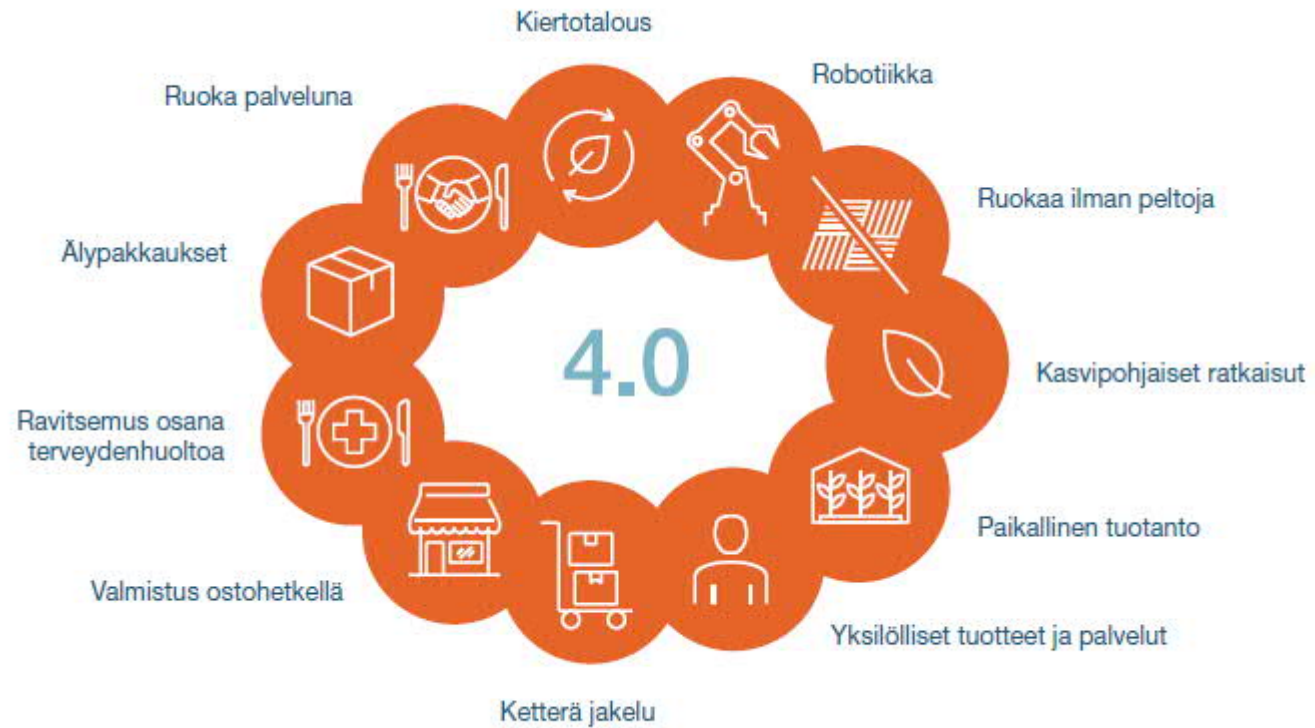 Kiertotalous
Robotiikka
Ruokaa ilman peltoja
Kasvipohjaiset ratkaisut
Paikallinen tuotanto
Yksilölliset tuotteet ja palvelut
Ketterä jakelu
Valmistus ostohetkellä
Ravitsemus osana
terveydenhuoltoa
Älypakkaukset
Ruoka palveluna
4.0